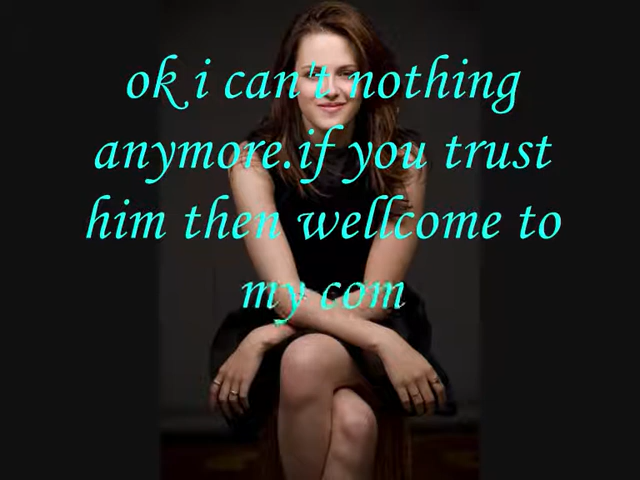 ok i can't nothing
anymore.if you trust
him then wellcome to
my com